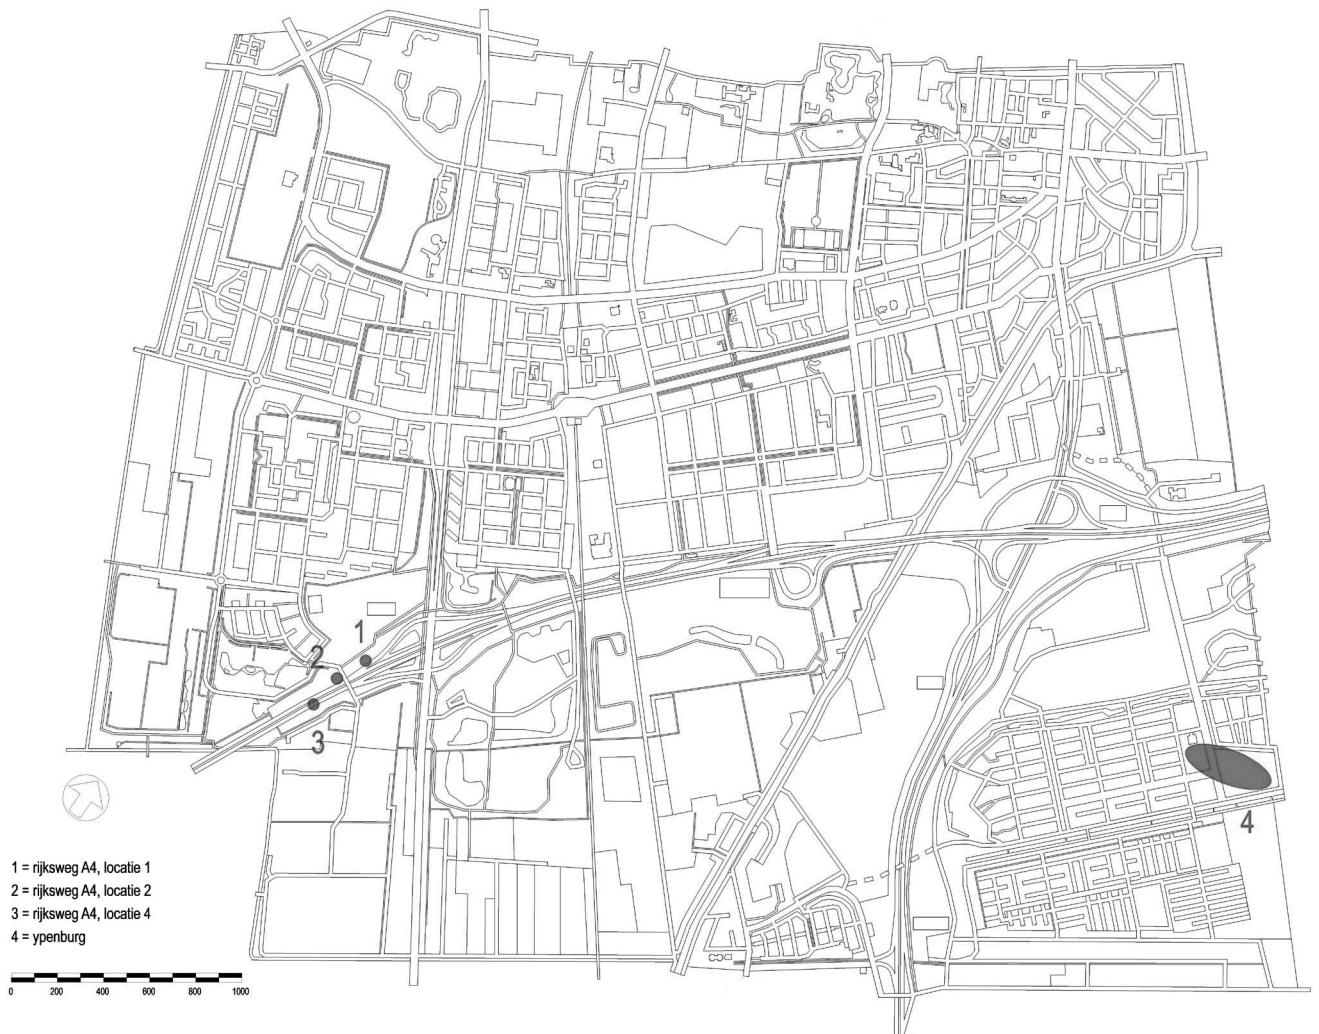 1
2
3
4
1 = rijksweg A4, locatie 1
2 = rijksweg A4, locatie 2
3 = rijksweg A4, locatie 4
4 = ypenburg
0 200 400 600 800 1000